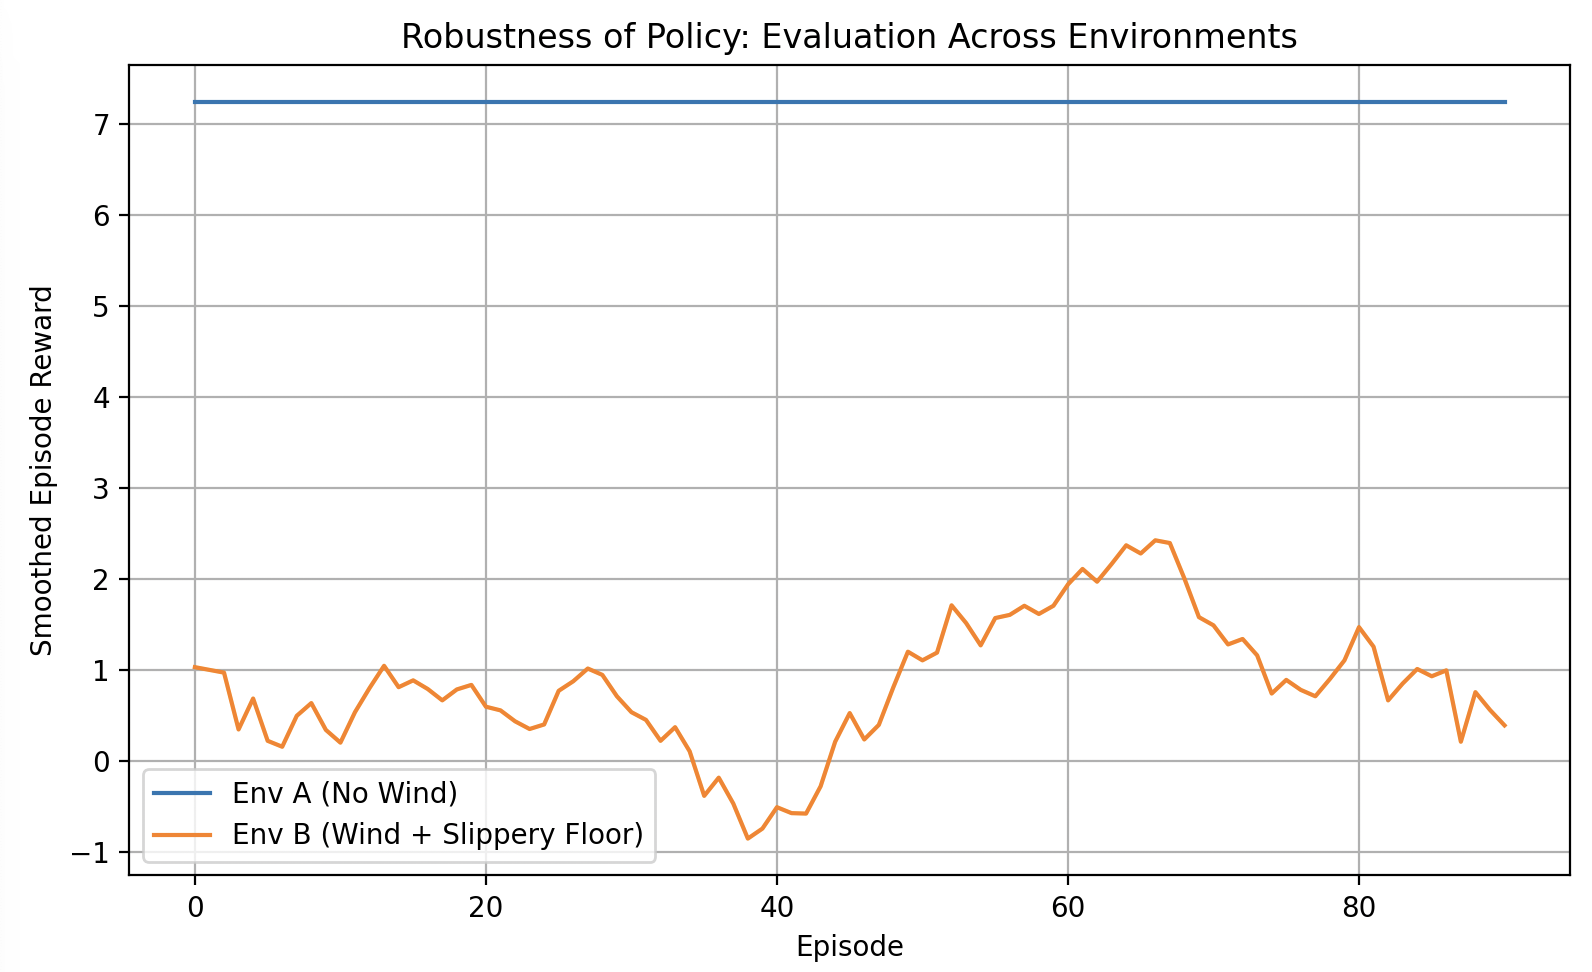 Robustness of Policy: Evaluation Across Environments
Smoothed Episode Reward
7
6
5
4
3
2
1
0
−1
Env A (No Wind)
Env B (Wind + Slippery Floor)
0
20
40
60
80
Episode